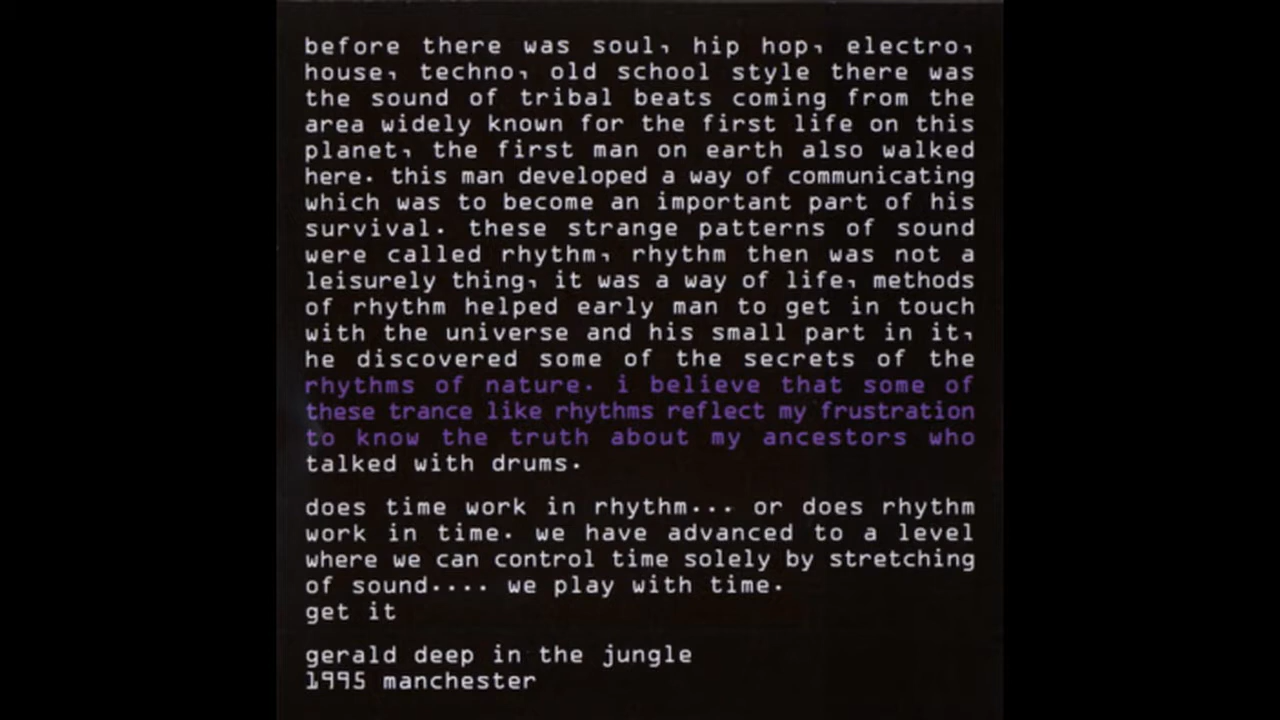 before there was soul, hip hop, electro,
house, techno, old school style there was
the sound of tribal beats coming from the
area widely known for the first life on this
planet, the first man on earth also walked
here. this man developed a way of communicating
which was to become an important part of his
survival. these strange patterns of sound
were called rhythm, rhythm then was not a
leisurely thing, it was a way of life, methods
of rhythm helped early man to get in touch
with the universe and his small part in it,
he discovered some of the secrets of the
rhythms of nature. i believe that some of
these trance like rhythms reflect my frustration
to know the truth about my ancestors who
talked with drums.
does time work in rhythm... or does rhythm
work in time. we have advanced to a level
where we can control time solely by stretching
of sound.... we play with time.
get it
gerald deep in the jungle
1995 manchester